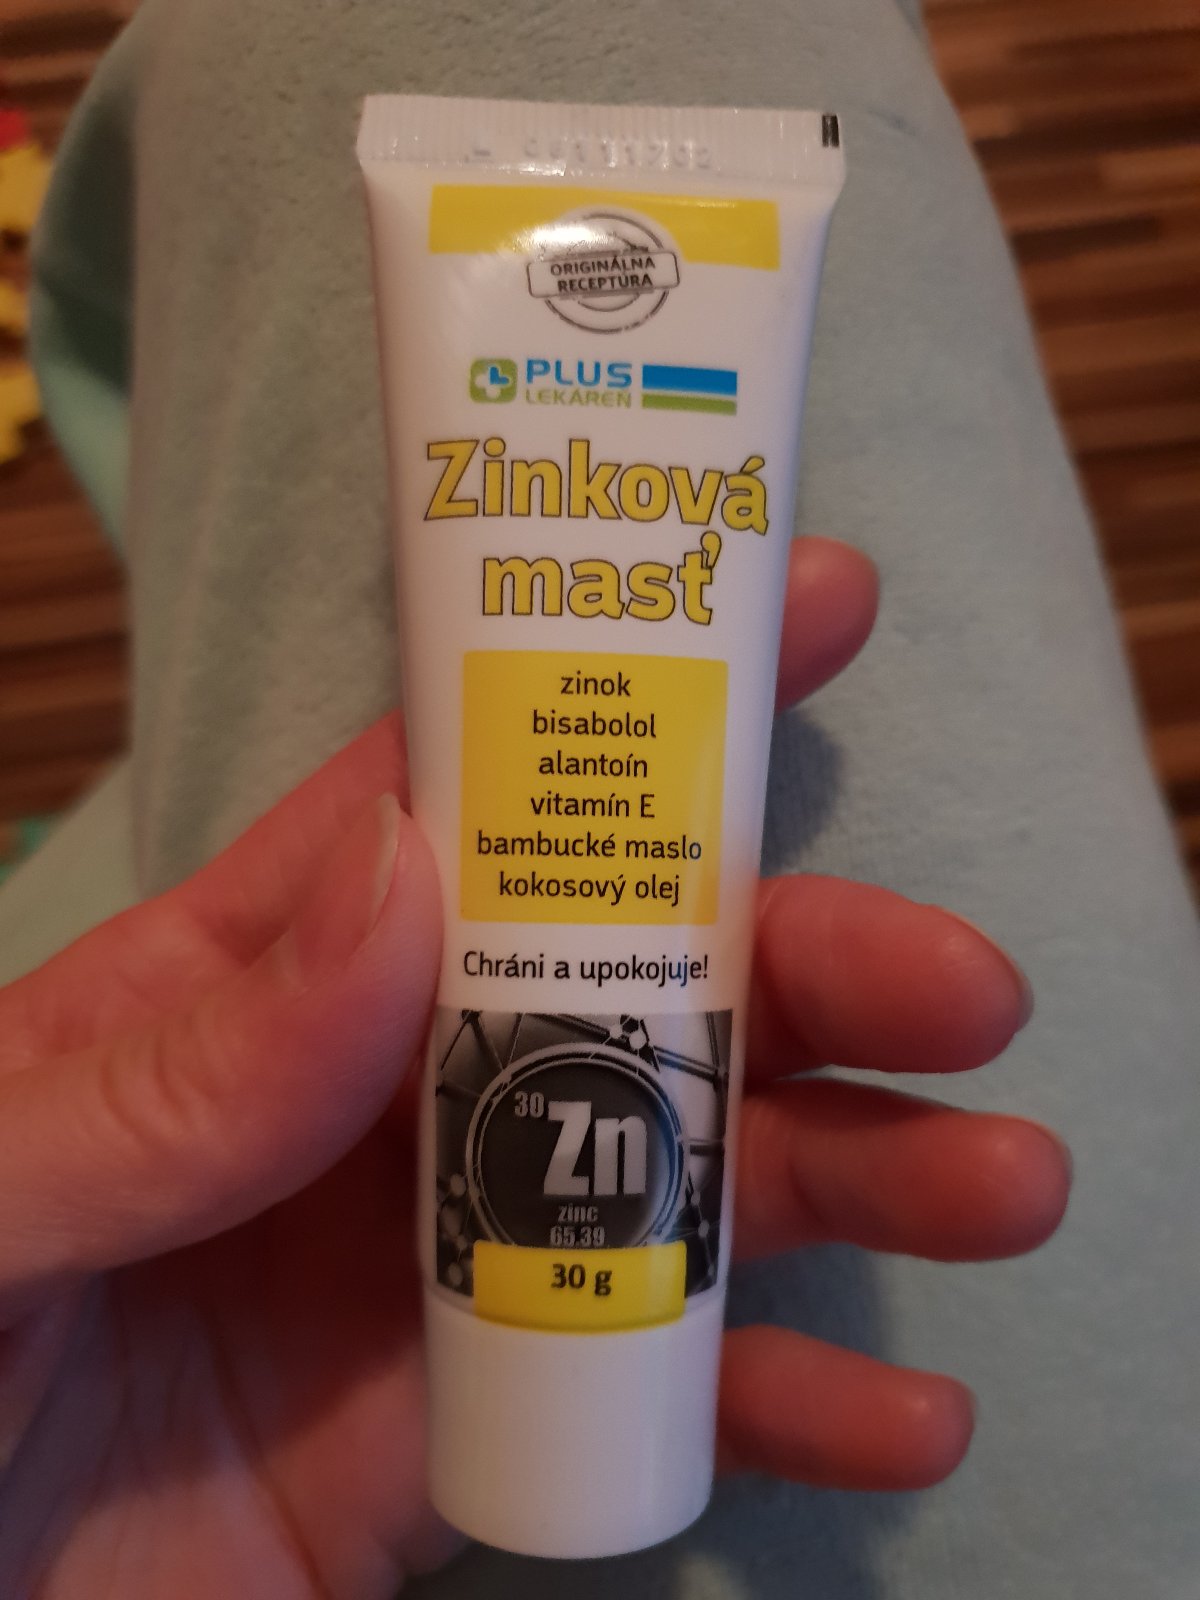 ORIGINÁLNA
RECEPTÚRA
PLUS
LEKÁREŇ
Zinková
masť
zinok
bisabolol
alantoín
vitamín E
bambucké maslo
kokosový olej
Chráni a upokojuje!
30
Zn
zinc
65.39
30 g